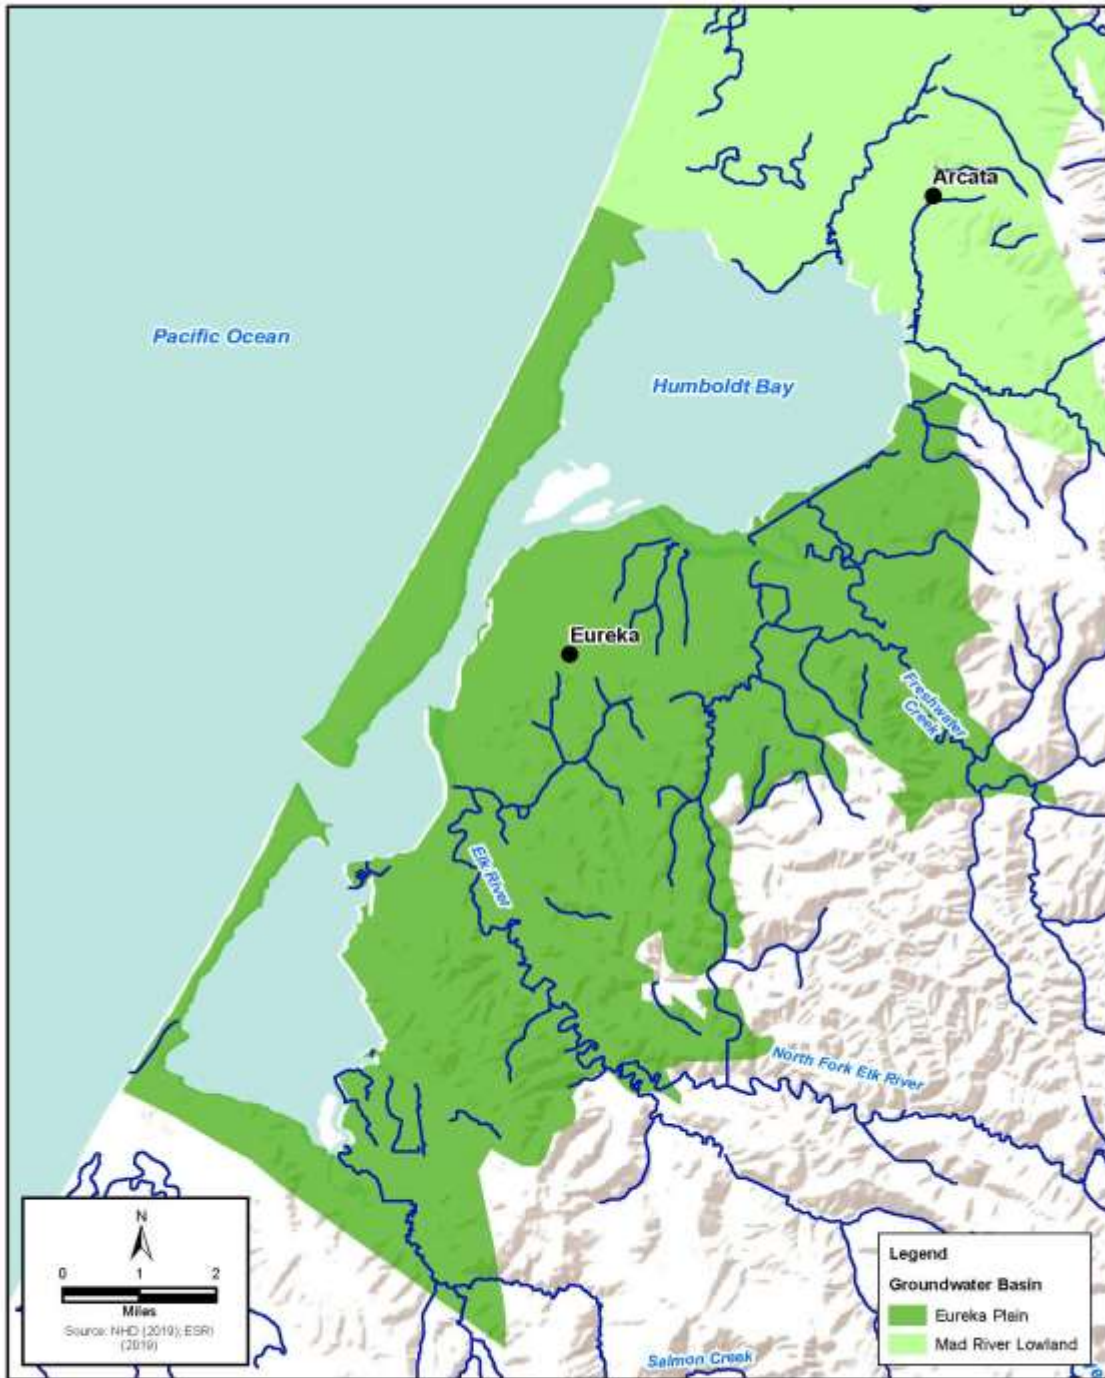 Arcata
Pacific Ocean
Humboldt Bay
Eureka
Freshwater
Creek
Elk River
North Fork Elk River
N
0 1 2
Miles
Source: NHD (2019); ESRI
(2019)
Salmon Creek
Legend
Groundwater Basin
Eureka Plain
Mad River Lowland